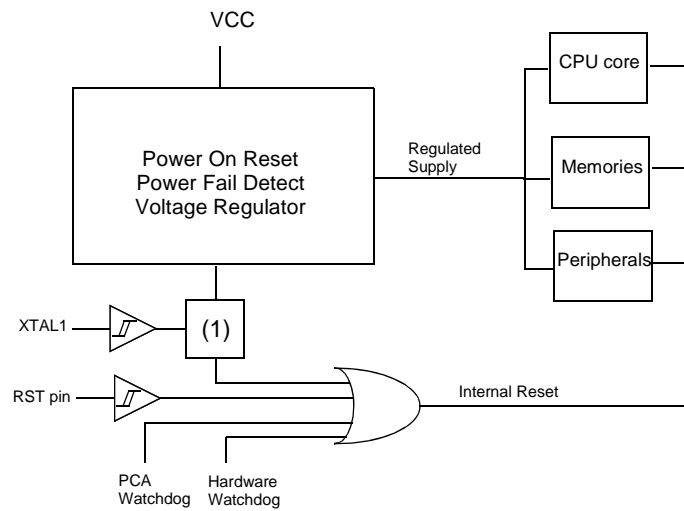 VCC
CPU core
Power On Reset
Power Fail Detect
Voltage Regulator
Regulated
Supply
Memories
Peripherals
XTAL1
(1)
RST pin
Internal Reset
PCA
Watchdog
Hardware
Watchdog